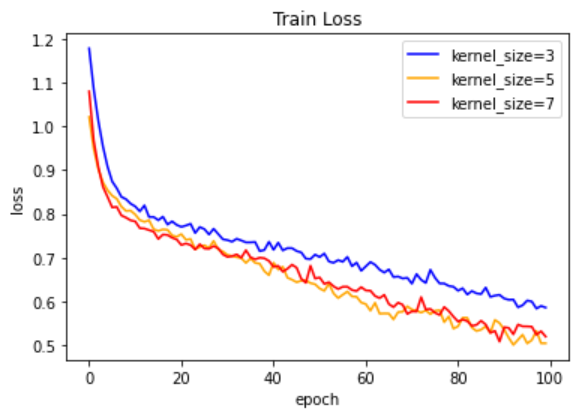 Train Loss
kernel_size=3
kernel_size=5
kernel_size=7
1.2
1.1
1.0
0.9
0.8
0.7
0.6
0.5
loss
0 20 40 60 80 100
epoch